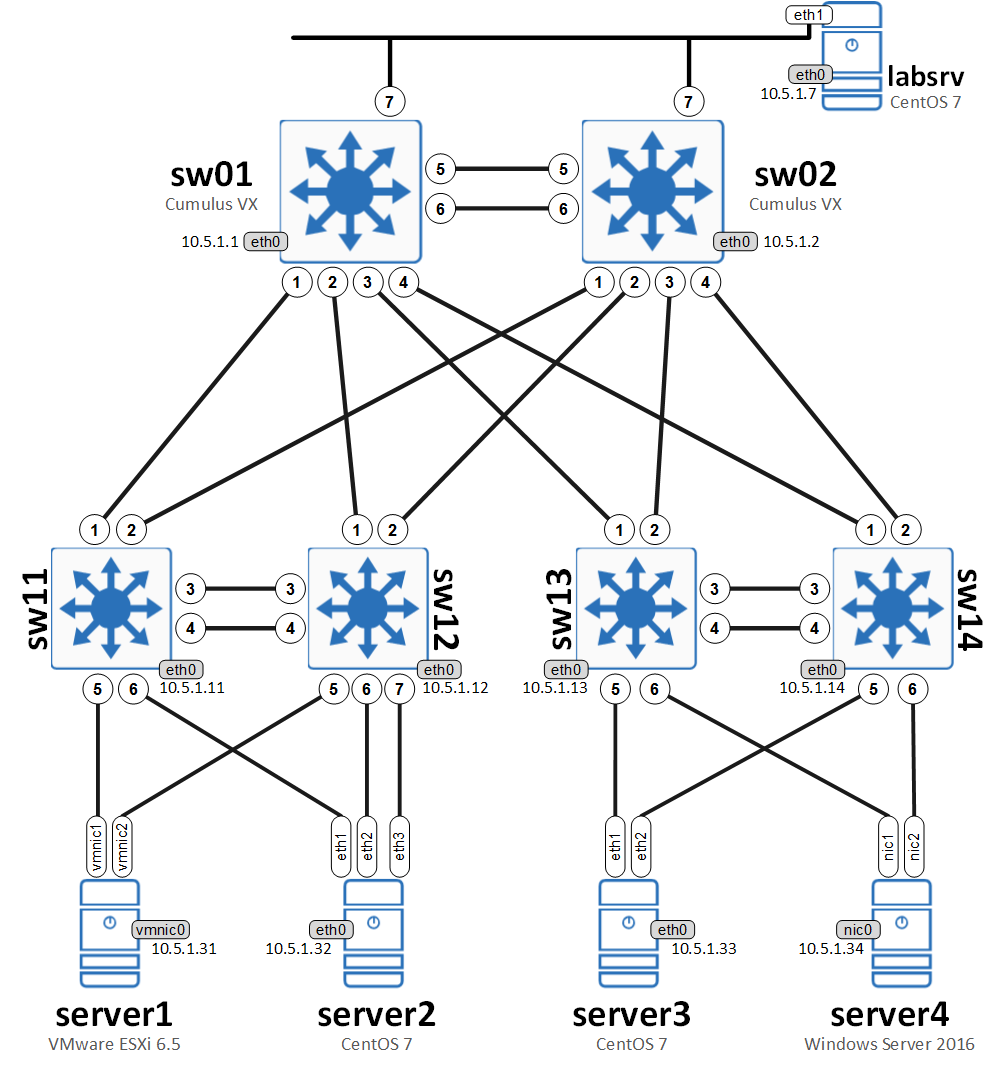 eth1
eth0
labsrv
10.5.1.7
CentOS 7
7
7
sw01
Cumulus VX
10.5.1.1
eth0
5
5
6
6
sw02
Cumulus VX
eth0
10.5.1.2
1
2
3
4
1
2
3
4
1
2
1
2
1
2
1
2
sw11
3
3
4
4
sw12
sw13
3
3
4
4
sw14
eth0
10.5.1.11
eth0
10.5.1.12
eth0
10.5.1.13
eth0
10.5.1.14
5
6
5
6
7
5
6
5
6
vmnic1
vmnic2
eth1
eth2
eth3
eth1
eth2
nic1
nic2
vmnic0
10.5.1.31
eth0
10.5.1.32
eth0
10.5.1.33
nic0
10.5.1.34
server1
VMware ESXi 6.5
server2
CentOS 7
server3
CentOS 7
server4
Windows Server 2016